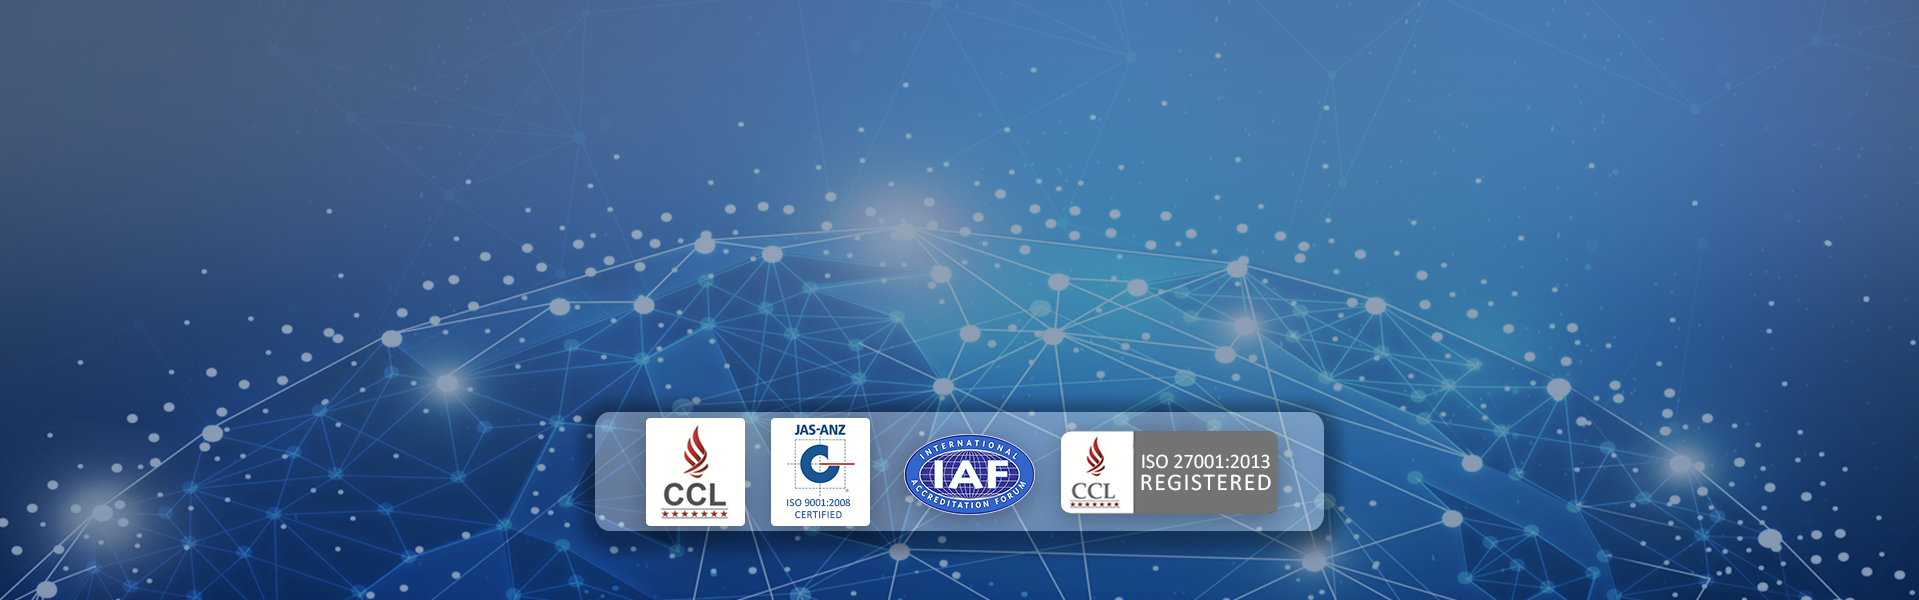 CCL
JAS-ANZ
ISO 9001:2008
CERTIFIED
INTERNATIONAL
IAF
ACCREDITATION FORUM
CCL
ISO 27001:2013
REGISTERED